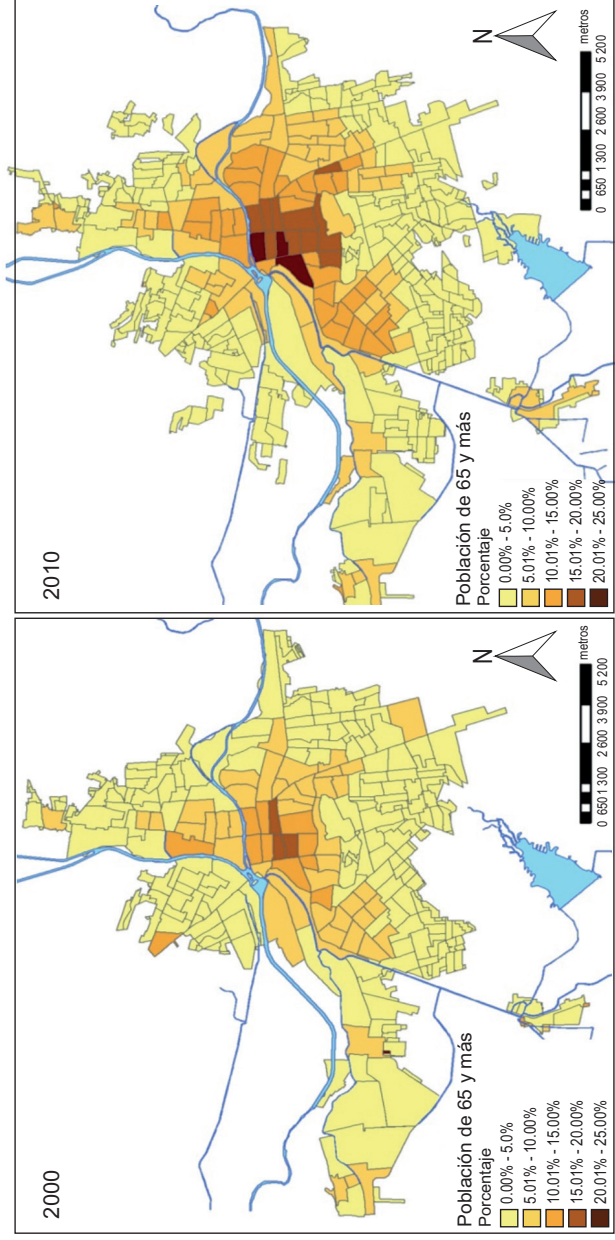 2000
Población de 65 y más
Porcentaje
0.00% - 5.0%
5.01% - 10.00%
10.01% - 15.00%
15.01% - 20.00%
20.01% - 25.00%
N
metros
0 650 1 300 2 600 3 900 5 200
2010
Población de 65 y más
Porcentaje
0.00% - 5.0%
5.01% - 10.00%
10.01% - 15.00%
15.01% - 20.00%
20.01% - 25.00%
N
metros
0 650 1 300 2 600 3 900 5 200